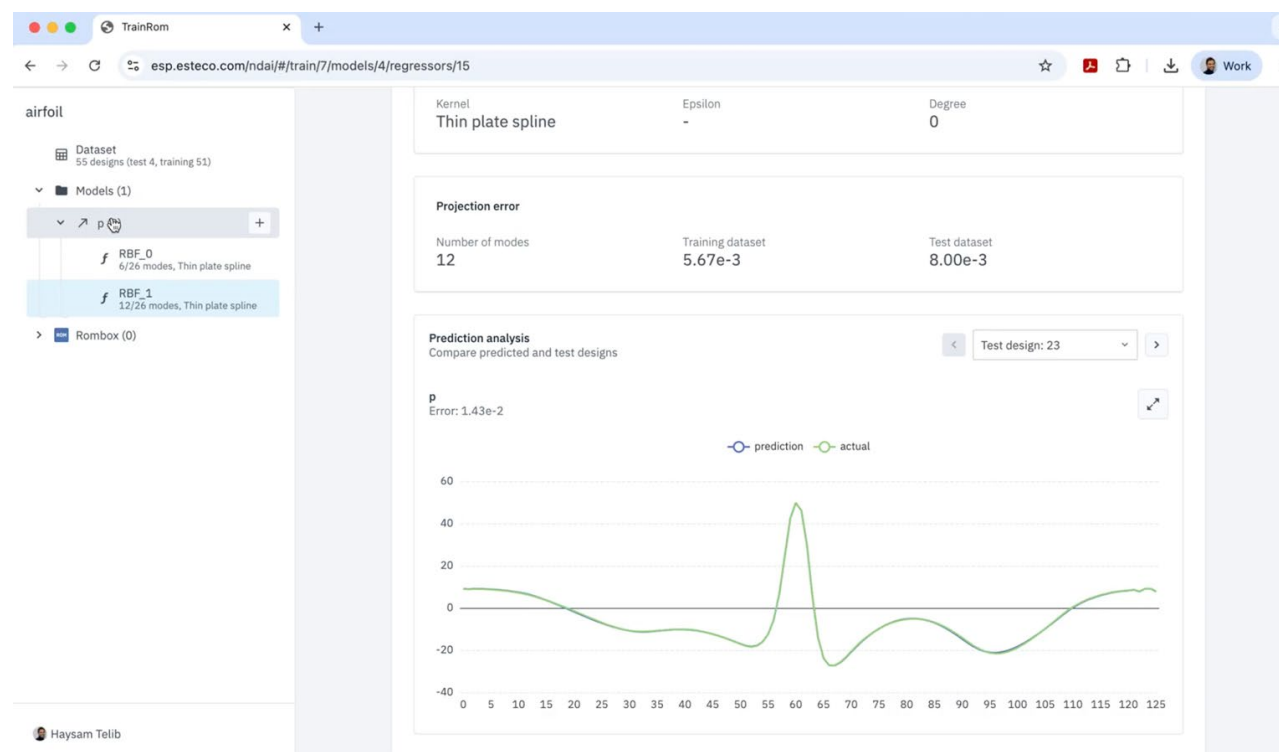 TrainRom
esp.esteco.com/ndai/#/train/7/models/4/regressors/15
Work
airfoil
Dataset
55 designs (test 4, training 51)
Models (1)
p
RBF_0
6/26 modes, Thin plate spline
RBF_1
12/26 modes, Thin plate spline
ROM
Rombox (0)
Haysam Telib
Kernel Epsilon Degree
Thin plate spline - 0
Projection error
Number of modes Training dataset Test dataset
12 5.67e-3 8.00e-3
Prediction analysis
Compare predicted and test designs
Test design: 23
p
Error: 1.43e-2
prediction actual
60
40
20
0
-20
-40
0 5 10 15 20 25 30 35 40 45 50 55 60 65 70 75 80 85 90 95 100 105 110 115 120 125